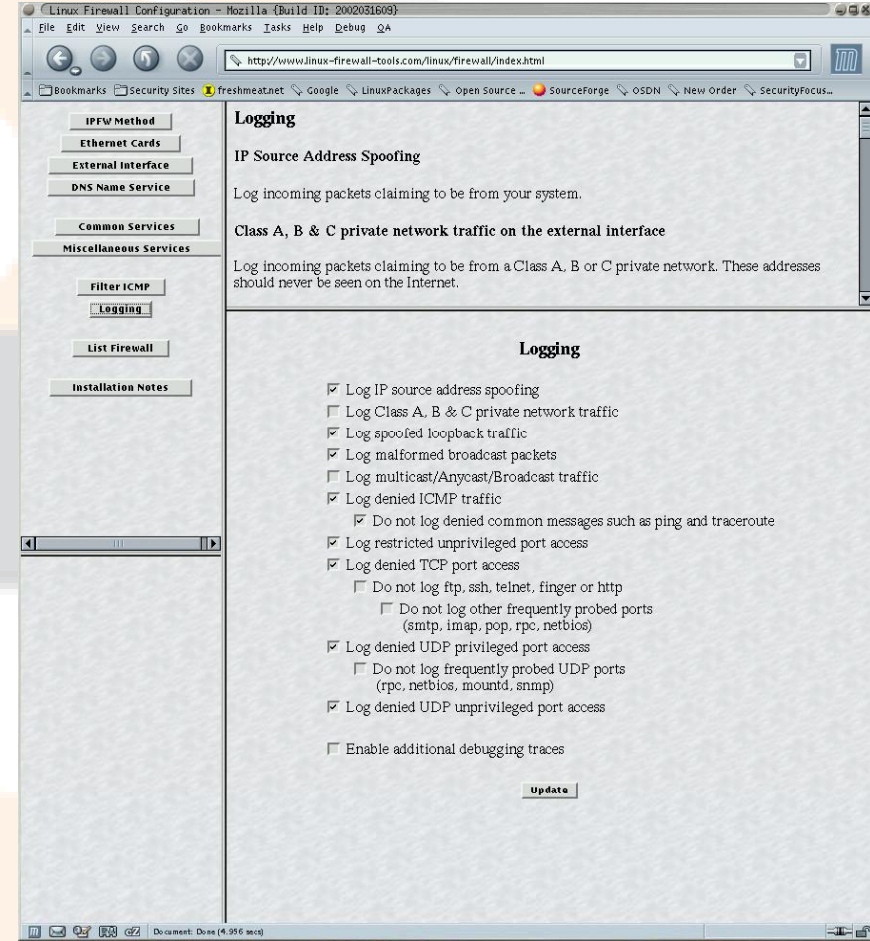 Linux Firewall Configuration - Mozilla {Build ID: 2002031609}
File Edit View Search Go Bookmarks Tasks Help Debug QA
http://www.linux-firewall-tools.com/linux/firewall/index.html
Bookmarks Security Sites freshmeat.net Google LinuxPackages Open Source ... SourceForge OSDN New Order SecurityFocus...
IPFW Method
Ethernet Cards
External Interface
DNS Name Service
Common Services
Miscellaneous Services
Filter ICMP
Logging
List Firewall
Installation Notes
Logging
IP Source Address Spoofing
Log incoming packets claiming to be from your system.
Class A, B & C private network traffic on the external interface
Log incoming packets claiming to be from a Class A, B or C private network. These addresses
should never be seen on the Internet.
Logging
Log IP source address spoofing
Log Class A, B & C private network traffic
Log spoofed loopback traffic
Log malformed broadcast packets
Log multicast/Anycast/Broadcast traffic
Log denied ICMP traffic
Do not log denied common messages such as ping and traceroute
Log restricted unprivileged port access
Log denied TCP port access
Do not log ftp, ssh, telnet, finger or http
Do not log other frequently probed ports
(smtp, imap, pop, rpc, netbios)
Log denied UDP privileged port access
Do not log frequently probed UDP ports
(rpc, netbios, mountd, snmp)
Log denied UDP unprivileged port access
Enable additional debugging traces
Update
Document: Done (4.956 secs)